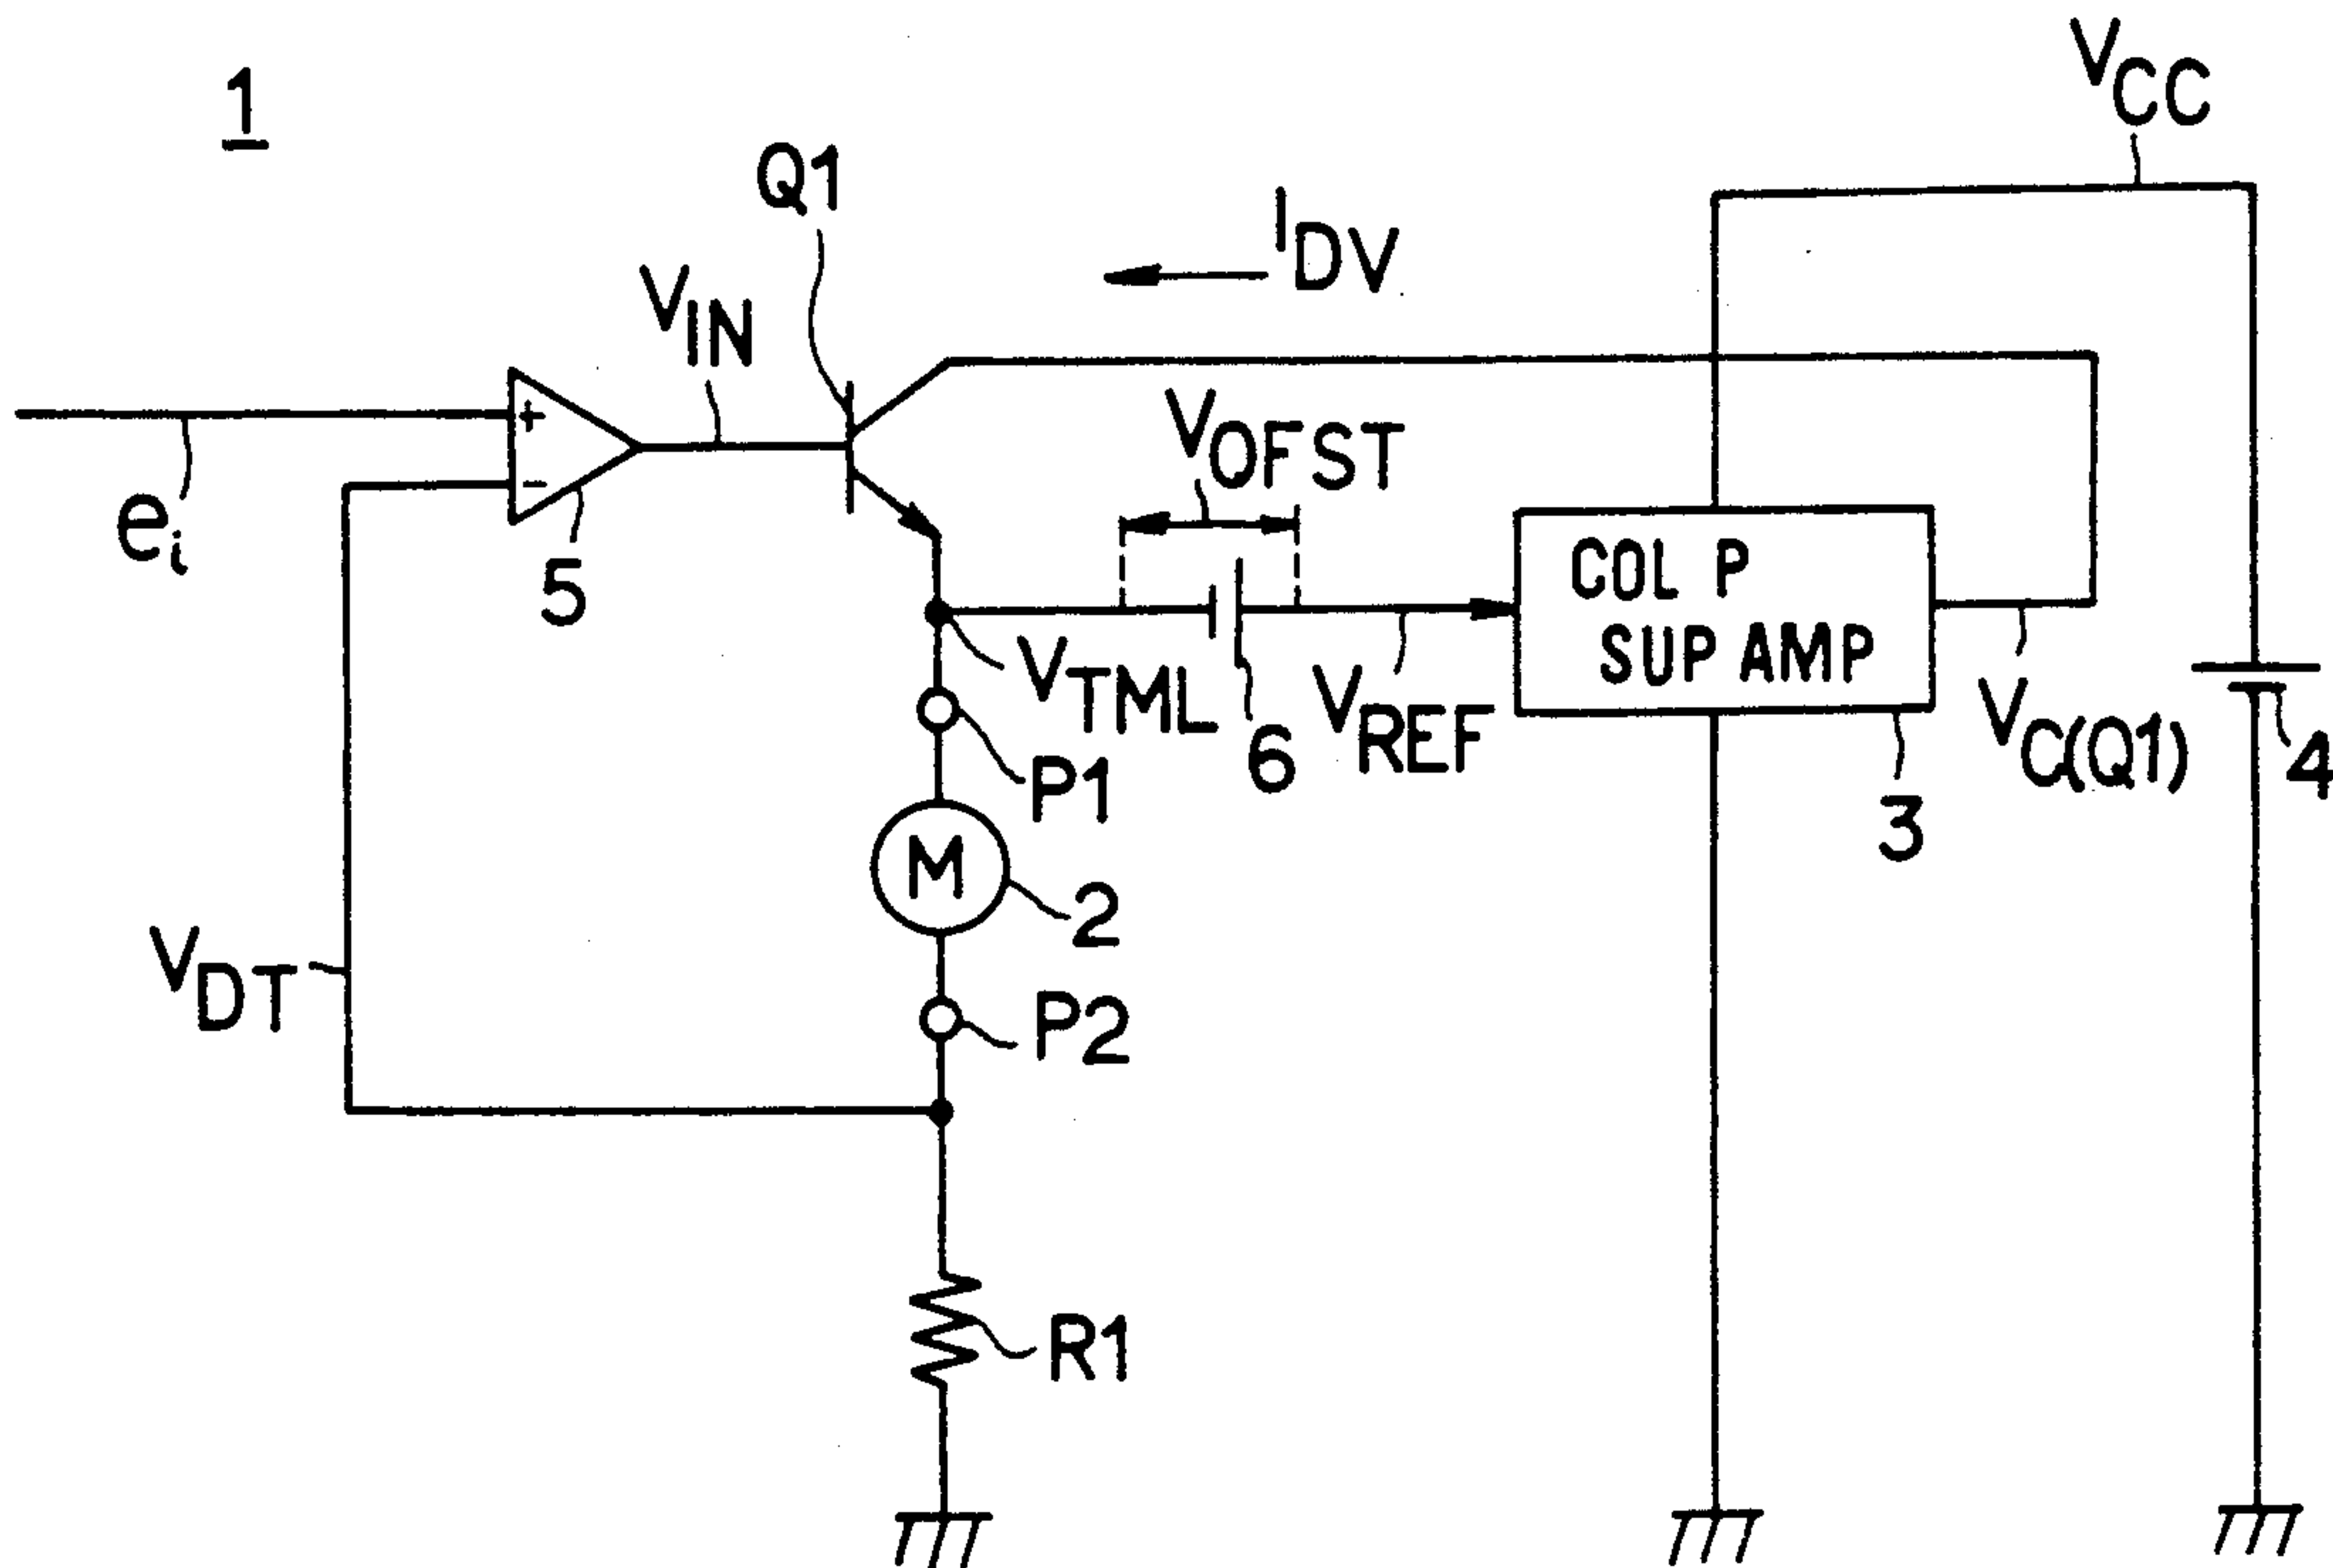 1
VCC
Q1
IDV
VIN
VOFST
+
-
ei
5
COL P
SUP AMP
VTML
6
VREF
VC(Q1)
4
P1
3
M
2
VDT
P2
R1